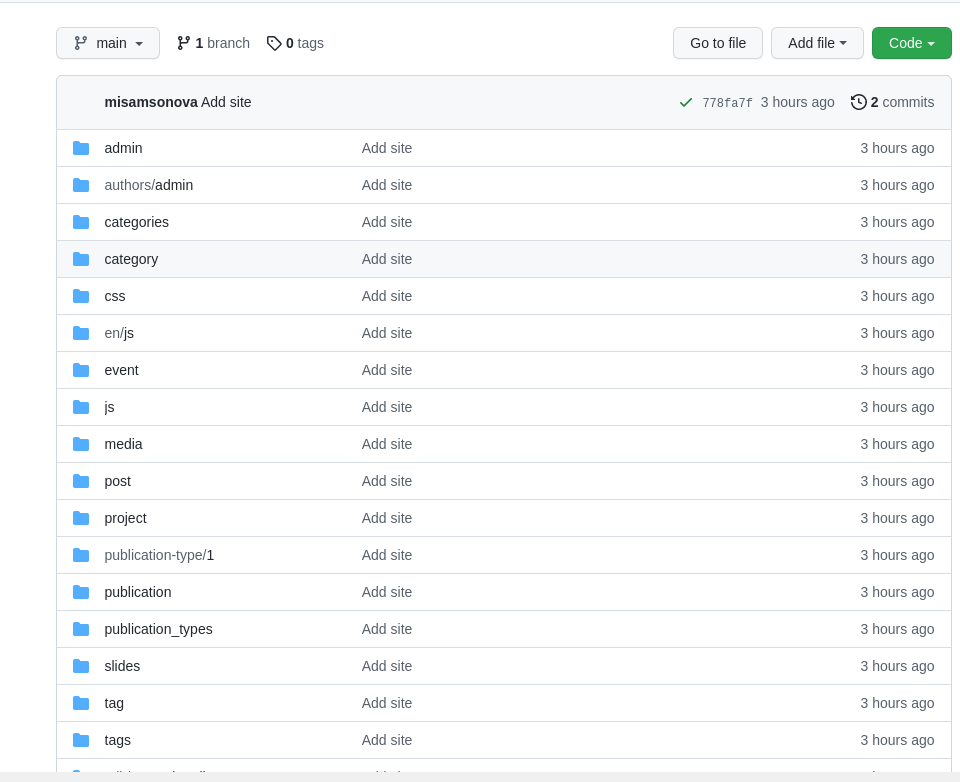 main 1 branch 0 tags Go to file Add file Code
misamsonova Add site 778fa7f 3 hours ago 2 commits
admin Add site 3 hours ago
authors/admin Add site 3 hours ago
categories Add site 3 hours ago
category Add site 3 hours ago
css Add site 3 hours ago
en/js Add site 3 hours ago
event Add site 3 hours ago
js Add site 3 hours ago
media Add site 3 hours ago
post Add site 3 hours ago
project Add site 3 hours ago
publication-type/1 Add site 3 hours ago
publication Add site 3 hours ago
publication_types Add site 3 hours ago
slides Add site 3 hours ago
tag Add site 3 hours ago
tags Add site 3 hours ago